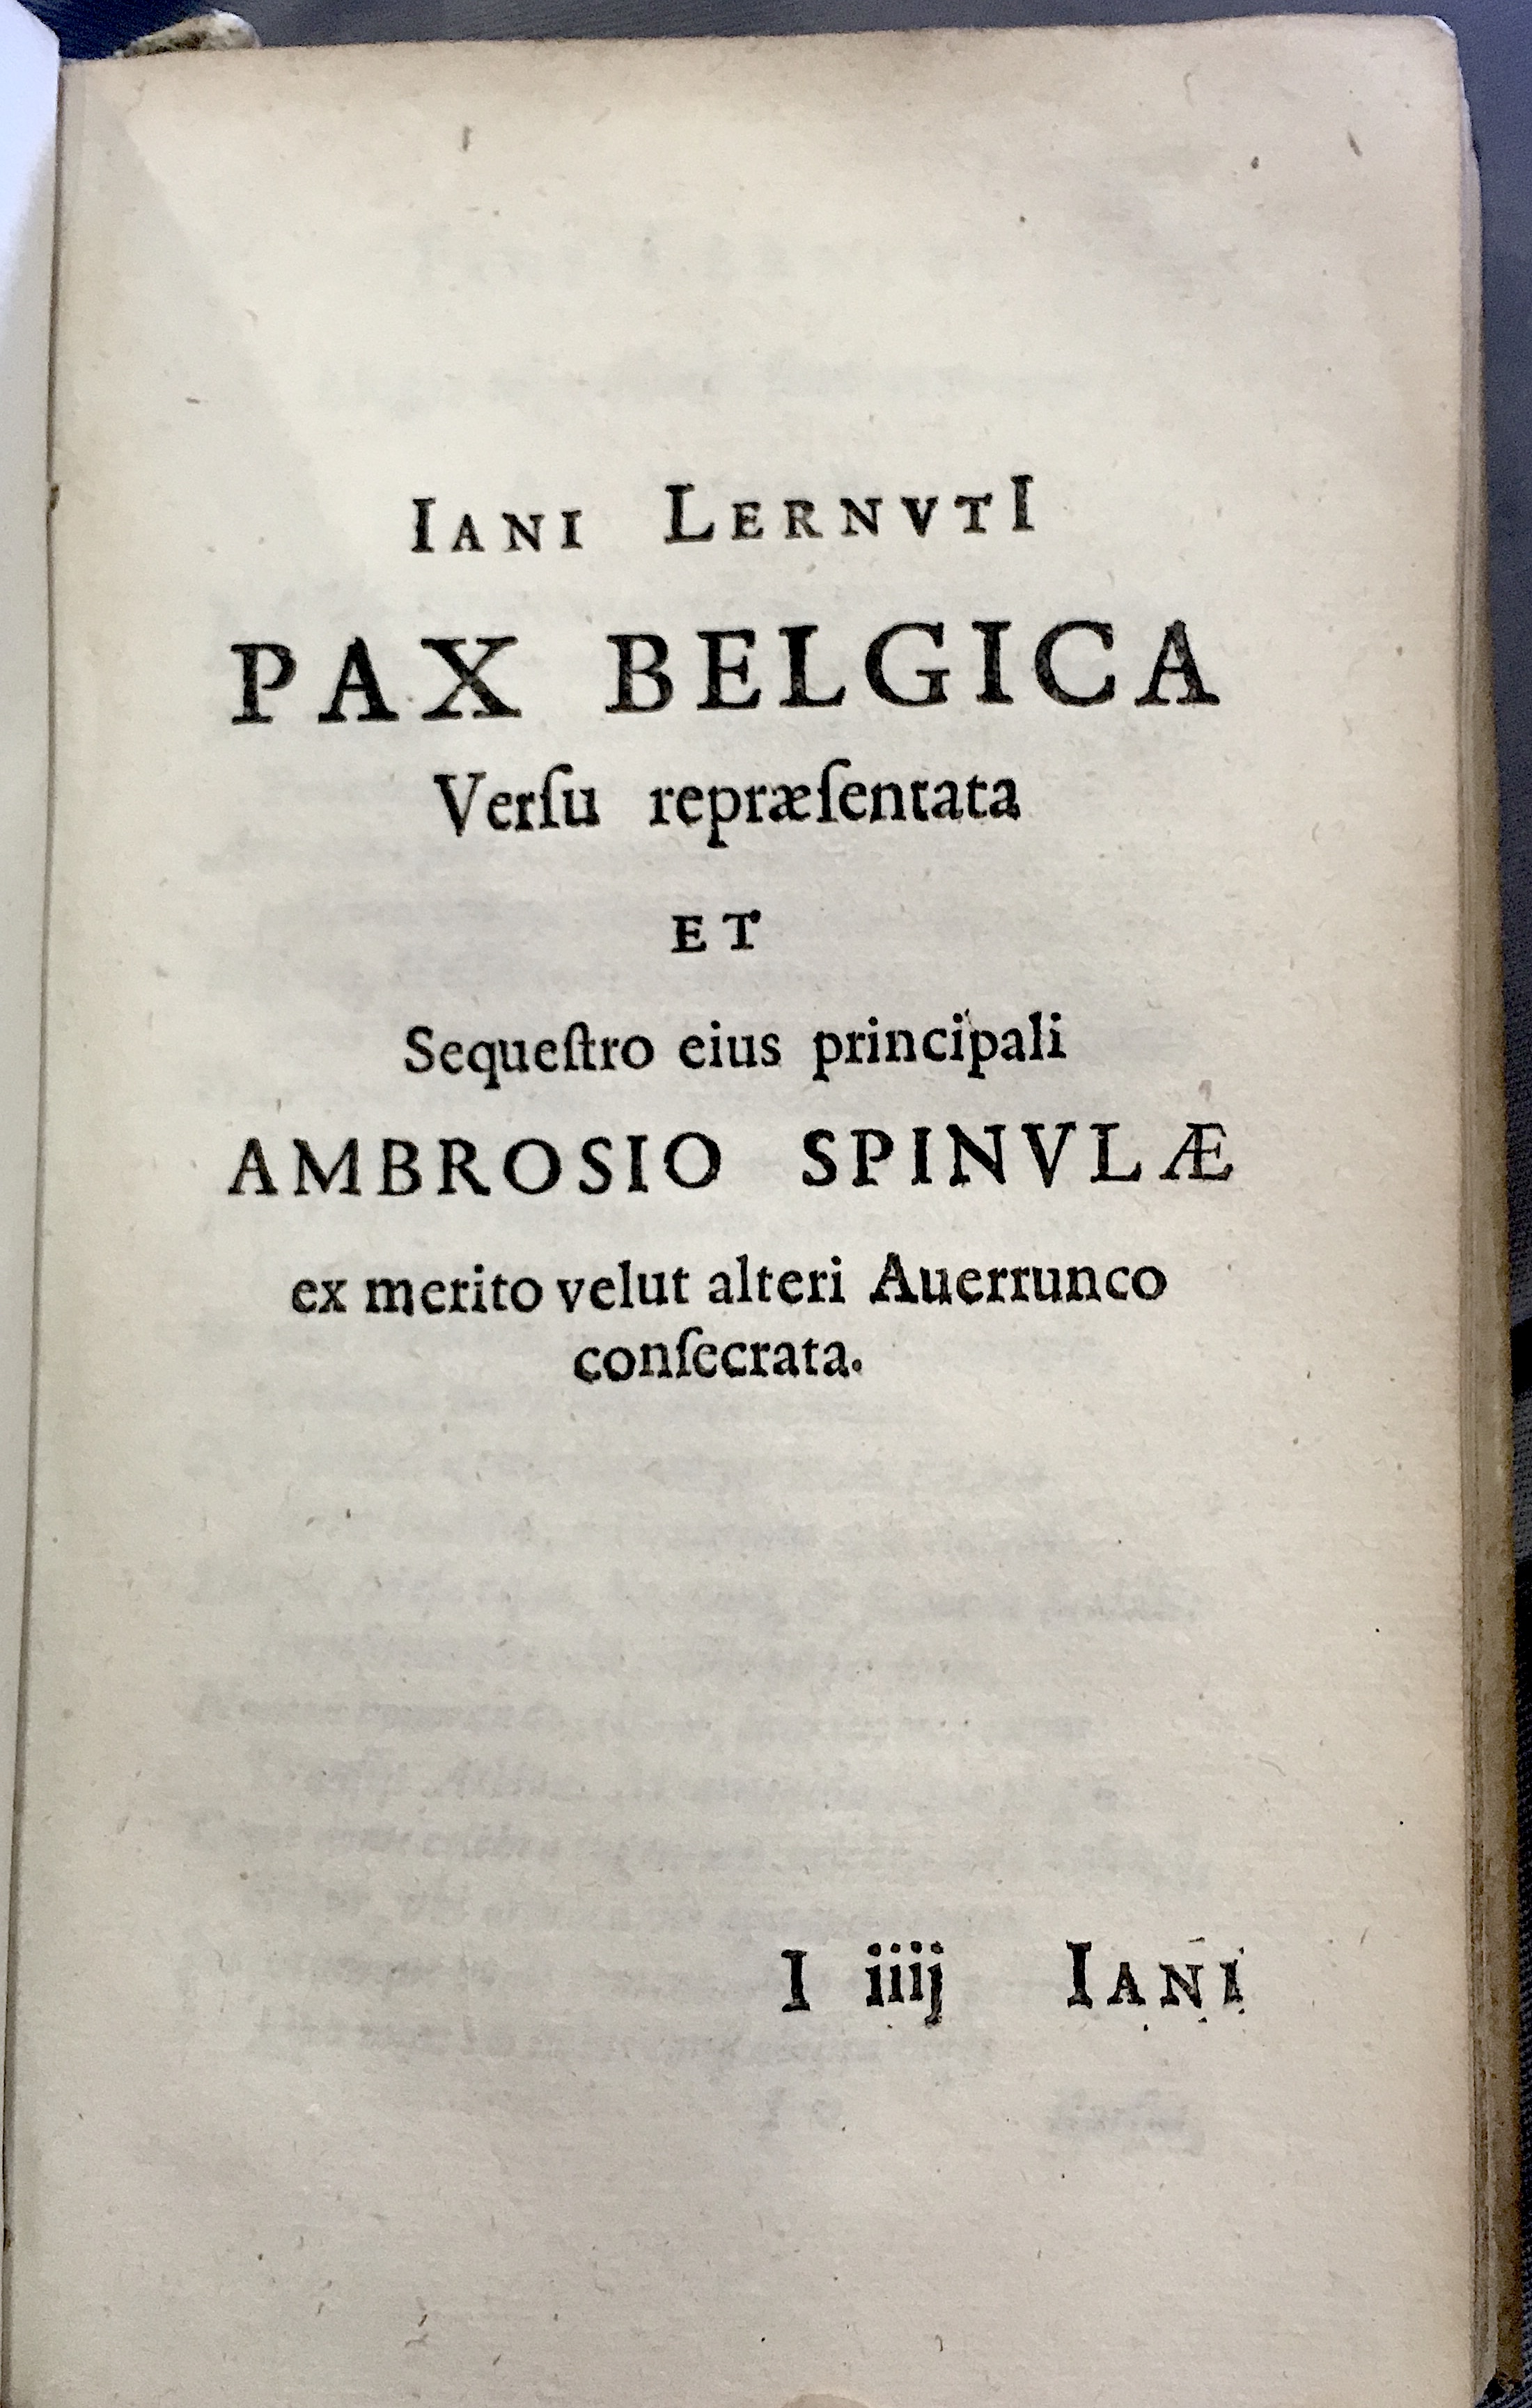 IANI LERNVTI
PAX BELGICA
Verſu repræſentata
ET
Sequeſtro eius principali
AMBROSIO SPINVLÆ
ex merito velut alteri Auerrunco
conſecrata.
I iiij IANI